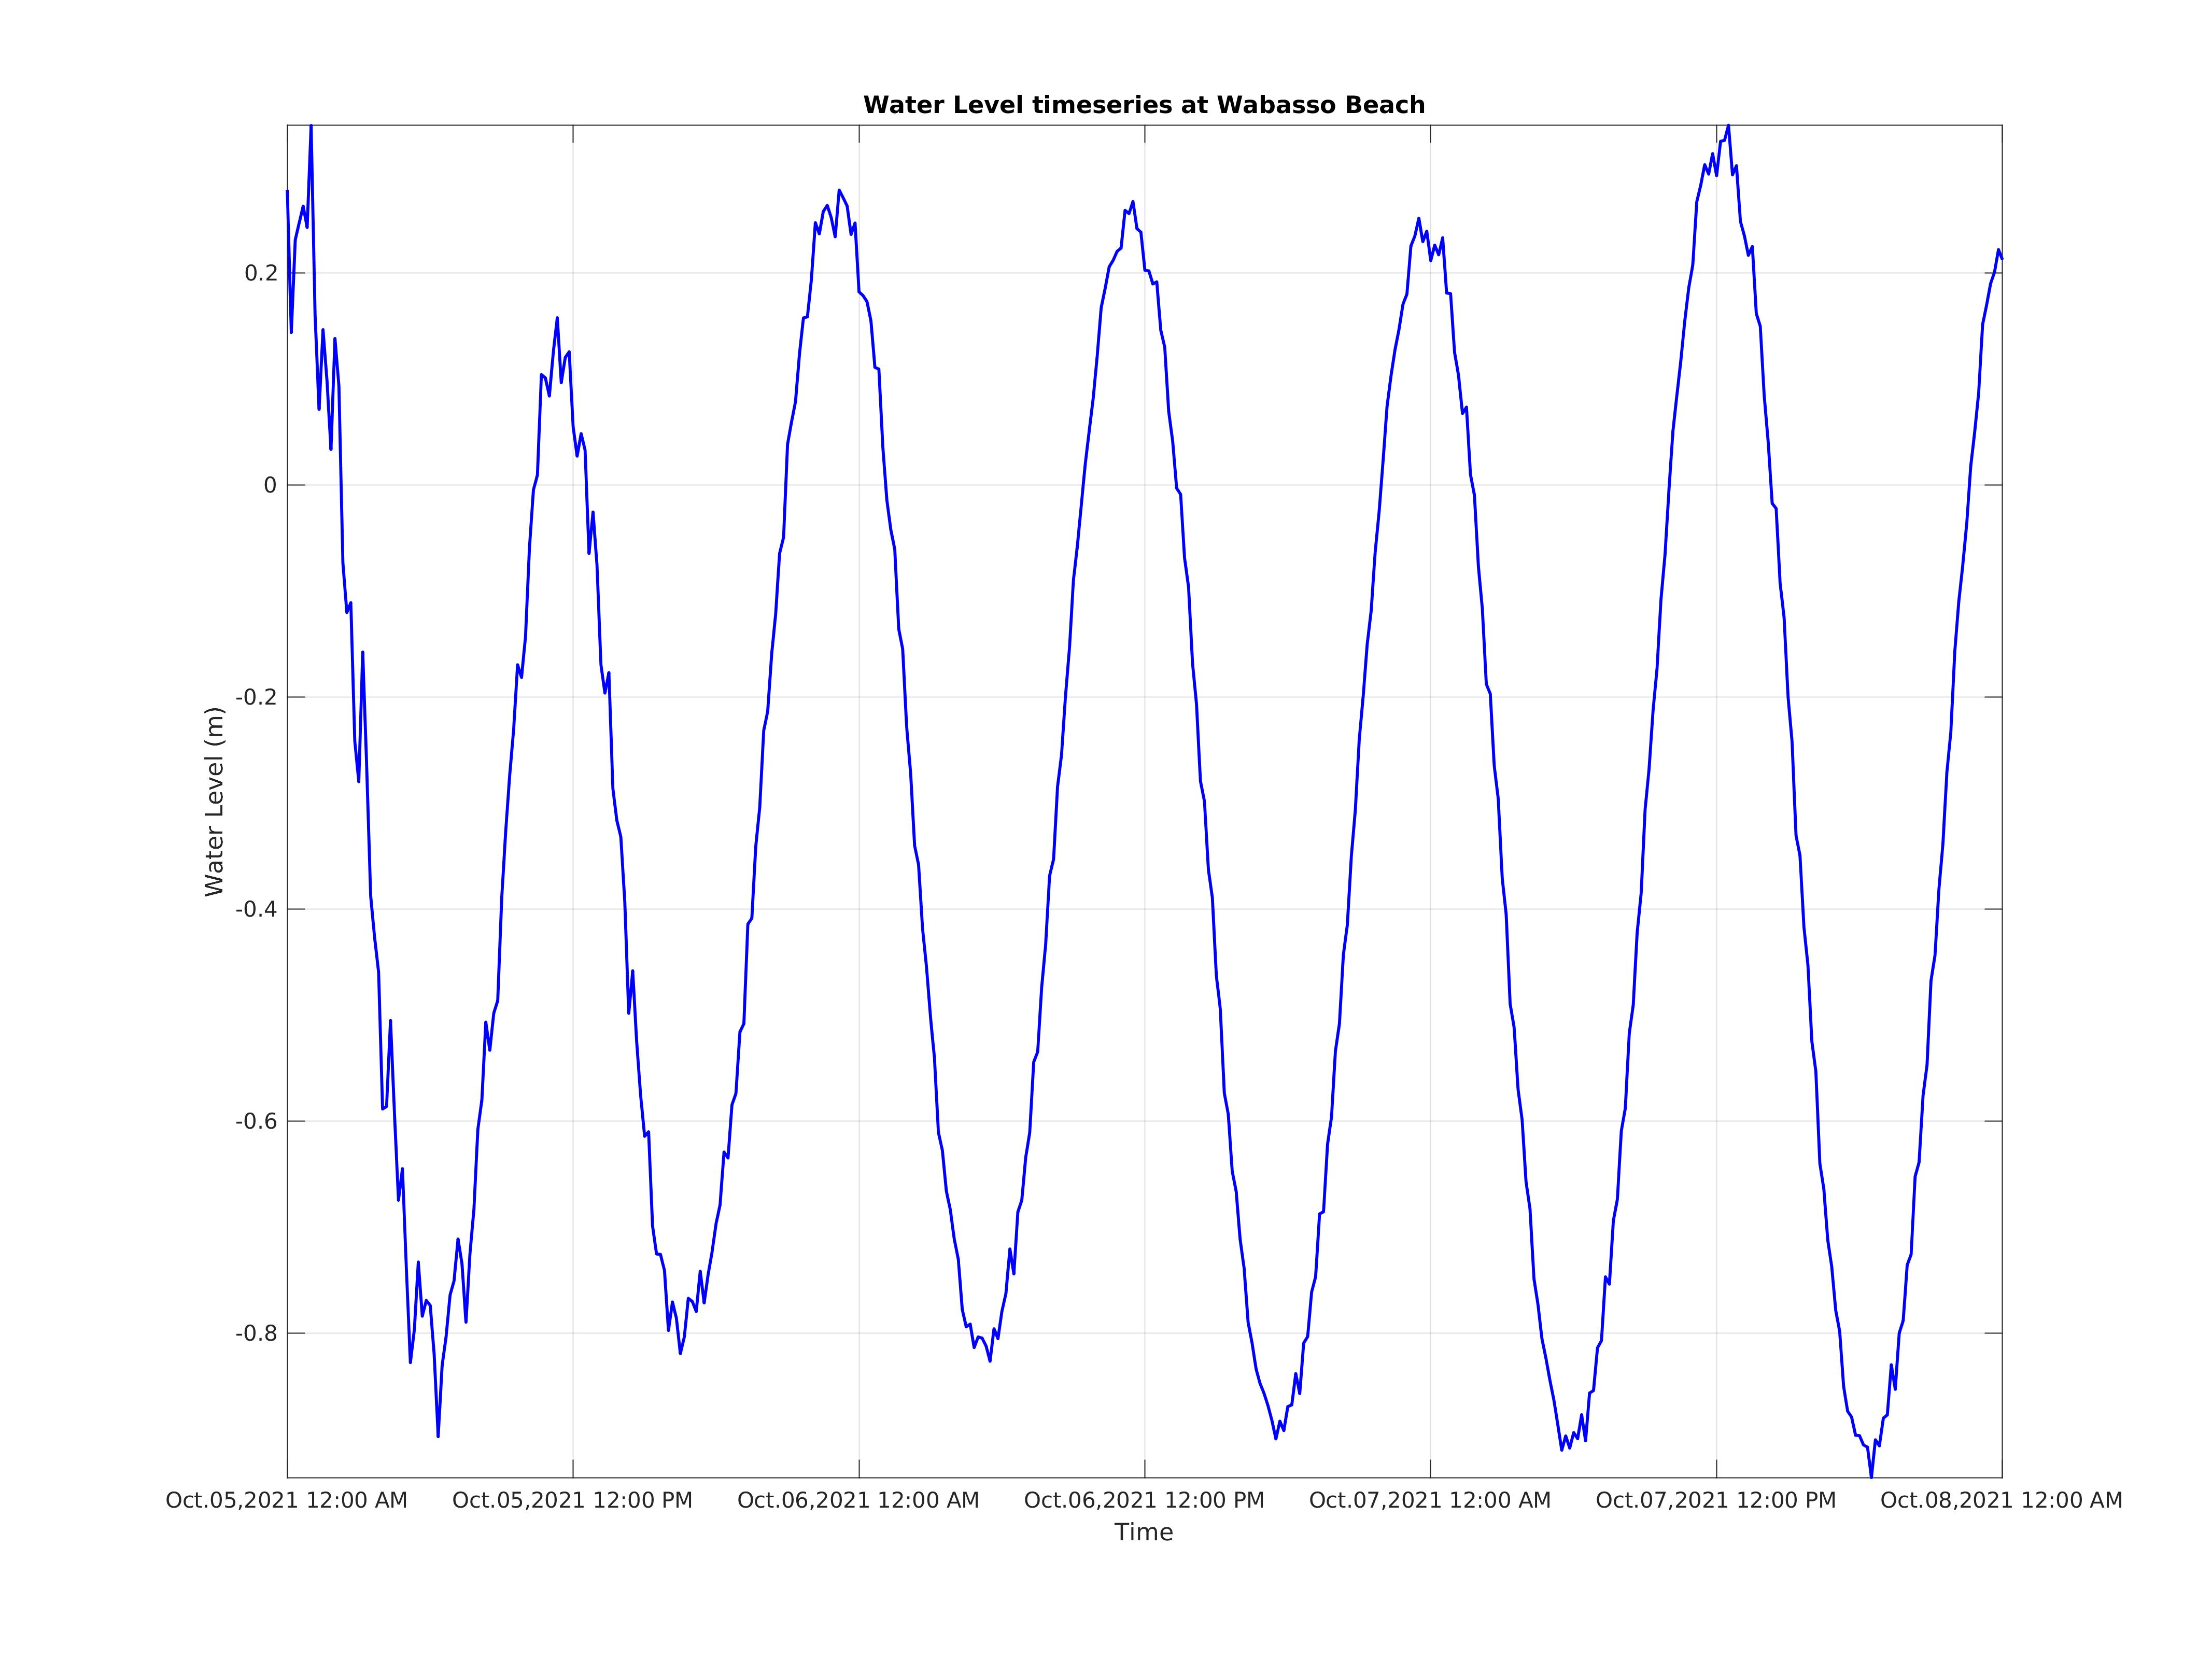 Water Level timeseries at Wabasso Beach
0.2
0
-0.2
-0.4
-0.6
-0.8
Water Level (m)
Oct.05,2021 12:00 AM
Oct.05,2021 12:00 PM
Oct.06,2021 12:00 AM
Oct.06,2021 12:00 PM
Oct.07,2021 12:00 AM
Oct.07,2021 12:00 PM
Oct.08,2021 12:00 AM
Time